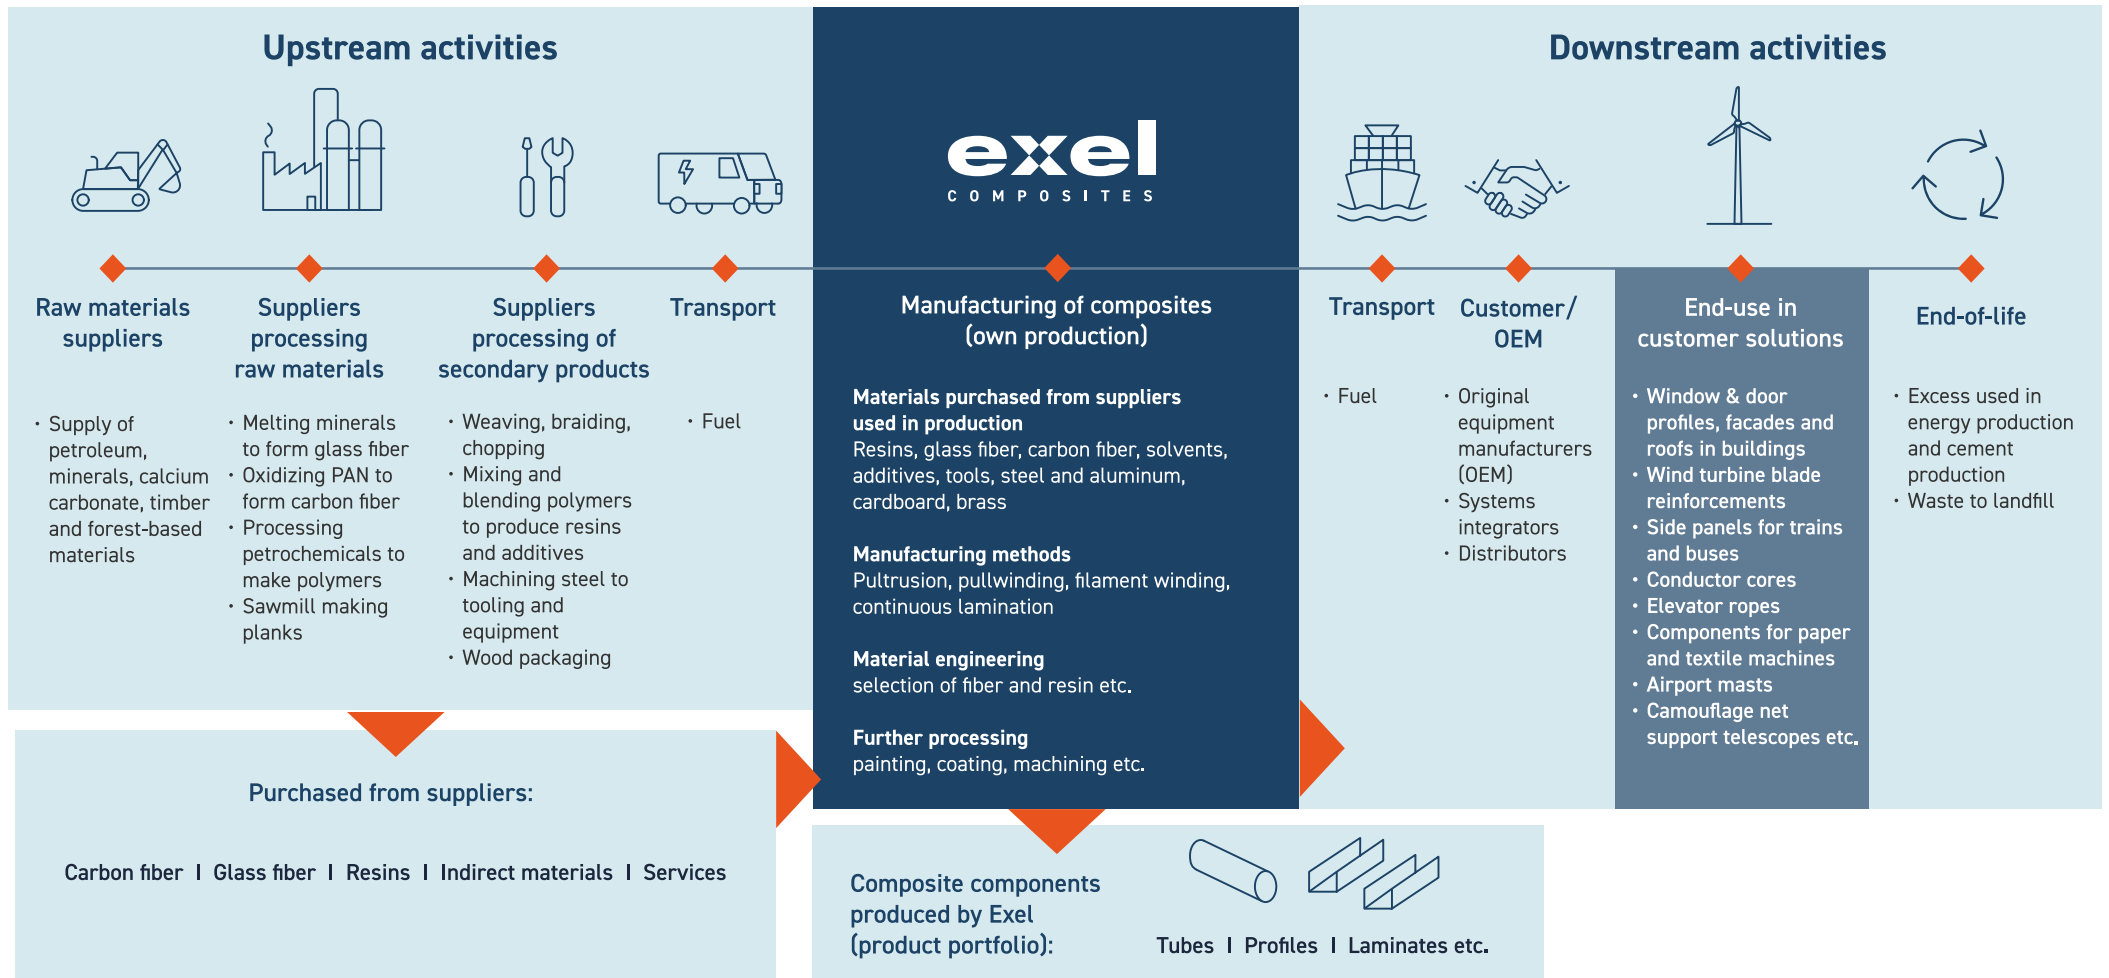 Upstream activities
Raw materials
suppliers
· Supply of
petroleum,
minerals, calcium
carbonate, timber
and forest-based
materials
Suppliers
processing
raw materials
· Melting minerals
to form glass fiber
· Oxidizing PAN to
form carbon fiber
· Processing
petrochemicals to
make polymers
· Sawmill making
planks
Suppliers
processing of
secondary products
· Weaving, braiding,
chopping
· Mixing and
blending polymers
to produce resins
and additives
· Machining steel to
tooling and
equipment
· Wood packaging
Transport
· Fuel
Purchased from suppliers:
Carbon fiber I Glass fiber I Resins I Indirect materials I Services
exel
COMPOSITES
Manufacturing of composites
(own production)
Materials purchased from suppliers
used in production
Resins, glass fiber, carbon fiber, solvents,
additives, tools, steel and aluminum,
cardboard, brass
Manufacturing methods
Pultrusion, pullwinding, filament winding,
continuous lamination
Material engineering
selection of fiber and resin etc.
Further processing
painting, coating, machining etc.
Composite components
produced by Exel
(product portfolio):
Tubes I Profiles I Laminates etc.
Downstream activities
Transport
· Fuel
Customer/
OEM
· Original
equipment
manufacturers
(OEM)
· Systems
integrators
· Distributors
End-use in
customer solutions
· Window & door
profiles, facades and
roofs in buildings
· Wind turbine blade
reinforcements
· Side panels for trains
and buses
· Conductor cores
· Elevator ropes
· Components for paper
and textile machines
· Airport masts
· Camouflage net
support telescopes etc.
End-of-life
· Excess used in
energy production
and cement
production
· Waste to landfill